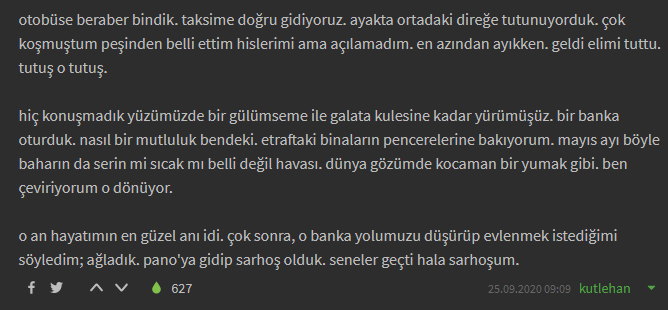 otobüse beraber bindik. taksime doğru gidiyoruz. ayakta ortadaki direğe tutunuyorduk. çok
koşmuştum peşinden belli ettim hislerimi ama açılamadım. en azından ayıkken. geldi elimi tuttu.
tutuş o tutuş.
hiç konuşmadık yüzümüzde bir gülümseme ile galata kulesine kadar yürümüşüz. bir banka
oturduk. nasıl bir mutluluk bendeki. etraftaki binaların pencerelerine bakıyorum. mayıs ayı böyle
baharın da serin mi sıcak mı belli değil havası. dünya gözümde kocaman bir yumak gibi. ben
çeviriyorum o dönüyor.
o an hayatımın en güzel anı idi. çok sonra, o banka yolumuzu düşürüp evlenmek istediğimi
söyledim; ağladık. pano'ya gidip sarhoş olduk. seneler geçti hala sarhoşum.
627 25.09.2020 09:09 kutlehan